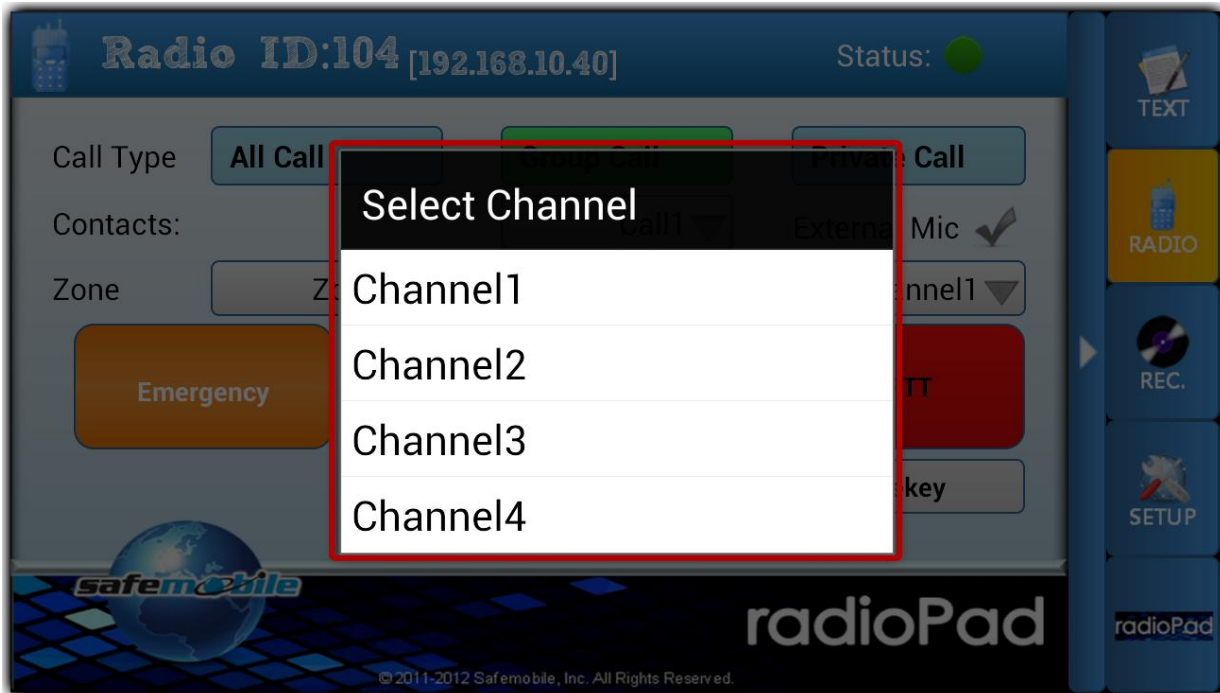 Radio ID:104 [192.168.10.40] Status:
TEXT
Call Type All Call Group Call Private Call
Select Channel
Contacts: Call1 External Mic
RADIO
Zone Channel1 nnel1
Channel2
Emergency TT
REC.
Channel3
key
Channel4
SETUP
safemobile
radioPad
radioPad
©2011-2012 Safemobile, Inc. All Rights Reserved.